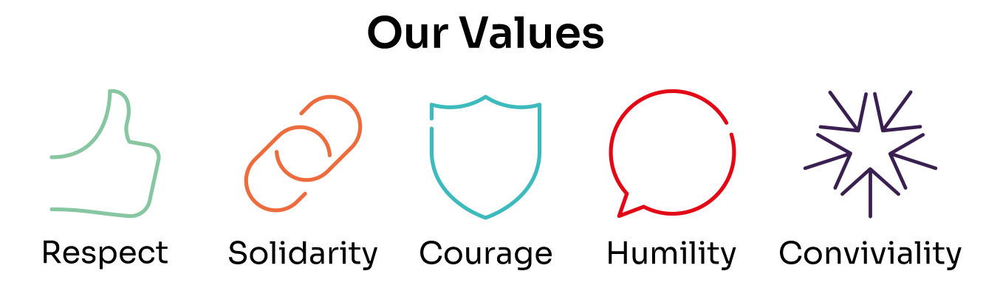 Our Values
Respect
Solidarity
Courage
Humility
Conviviality